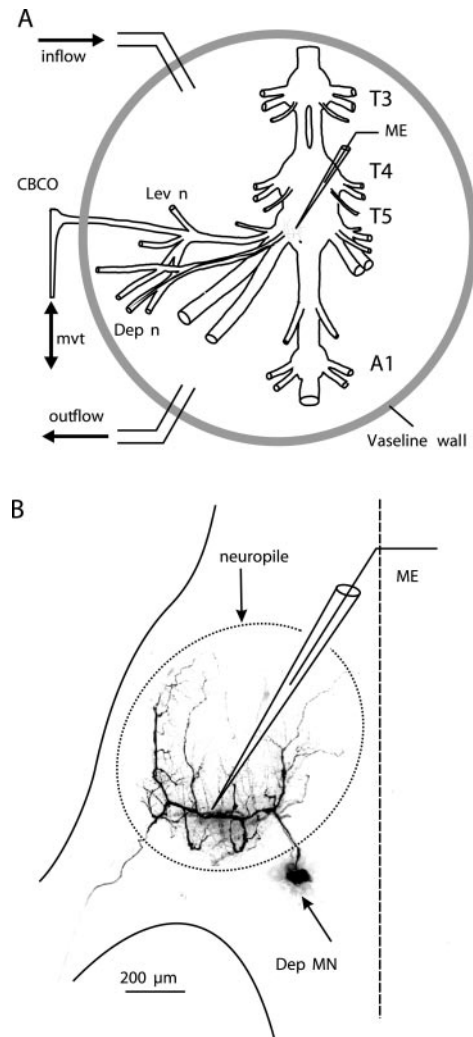 A
inflow
T3
ME
T4
CBCO
Lev n
T5
Dep n
mvt
A1
outflow
Vaseline wall
B
neuropile
ME
Dep MN
200 µm